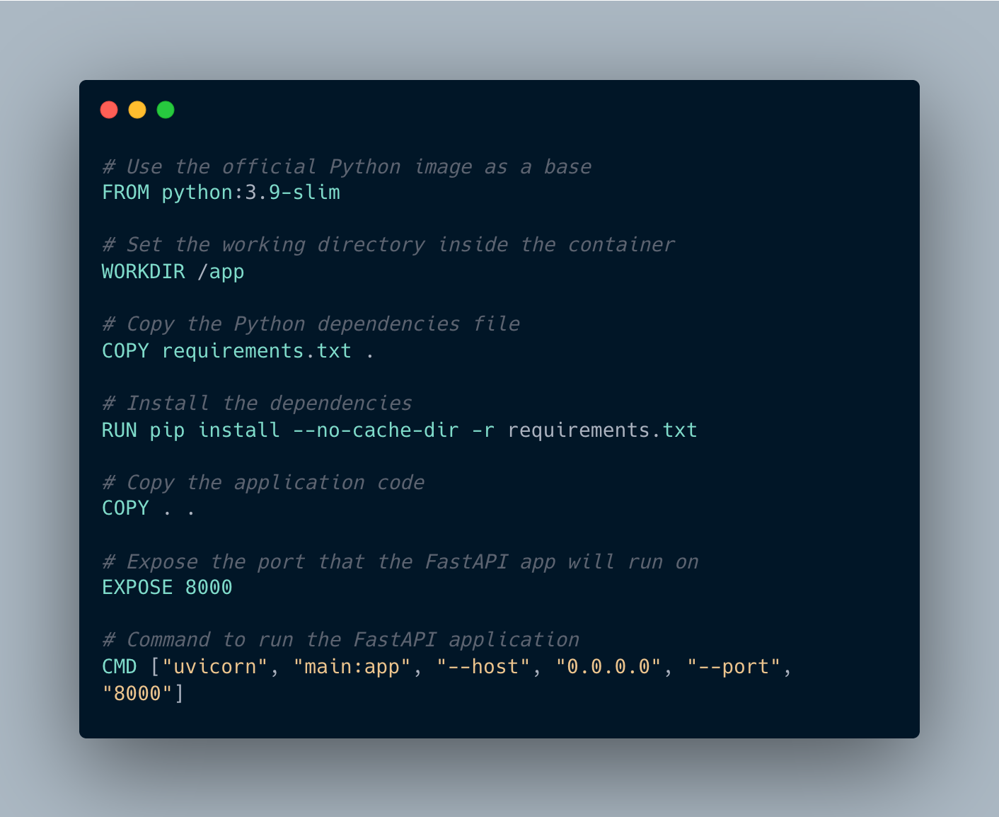 # Use the official Python image as a base
FROM python:3.9-slim
# Set the working directory inside the container
WORKDIR /app
# Copy the Python dependencies file
COPY requirements.txt .
# Install the dependencies
RUN pip install --no-cache-dir -r requirements.txt
# Copy the application code
COPY . .
# Expose the port that the FastAPI app will run on
EXPOSE 8000
# Command to run the FastAPI application
CMD ["uvicorn", "main:app", "--host", "0.0.0.0", "--port",
"8000"]